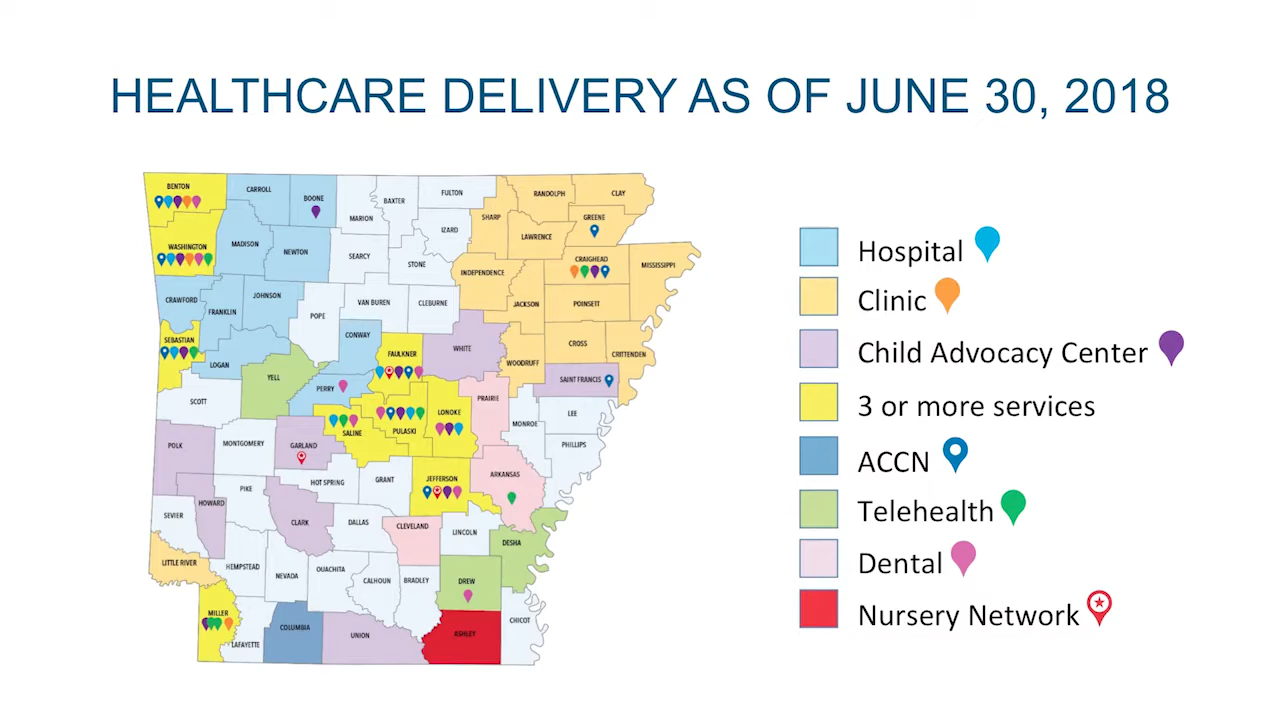 HEALTHCARE DELIVERY AS OF JUNE 30, 2018
BENTON
CARROLL
BOONE
MARION
BAXTER
FULTON
IZARD
SHARP
RANDOLPH
CLAY
GREENE
LAWRENCE
WASHINGTON
MADISON
NEWTON
SEARCY
STONE
INDEPENDENCE
CRAIGHEAD
MISSISSIPPI
JACKSON
POINSETT
CRAWFORD
FRANKLIN
JOHNSON
POPE
VAN BUREN
CLEBURNE
SEBASTIAN
LOGAN
CONWAY
FAULKNER
WHITE
WOODRUFF
CROSS
CRITTENDEN
YELL
PERRY
SAINT FRANCIS
SCOTT
SALINE
PULASKI
LONOKE
PRAIRIE
MONROE
LEE
PHILLIPS
POLK
MONTGOMERY
GARLAND
HOT SPRING
GRANT
JEFFERSON
ARKANSAS
HOWARD
PIKE
CLARK
DALLAS
CLEVELAND
LINCOLN
DESHA
SEVIER
LITTLE RIVER
HEMPSTEAD
NEVADA
OUACHITA
CALHOUN
BRADLEY
DREW
MILLER
LAFAYETTE
COLUMBIA
UNION
ASHLEY
CHICOT
Hospital
Clinic
Child Advocacy Center
3 or more services
ACCN
Telehealth
Dental
Nursery Network